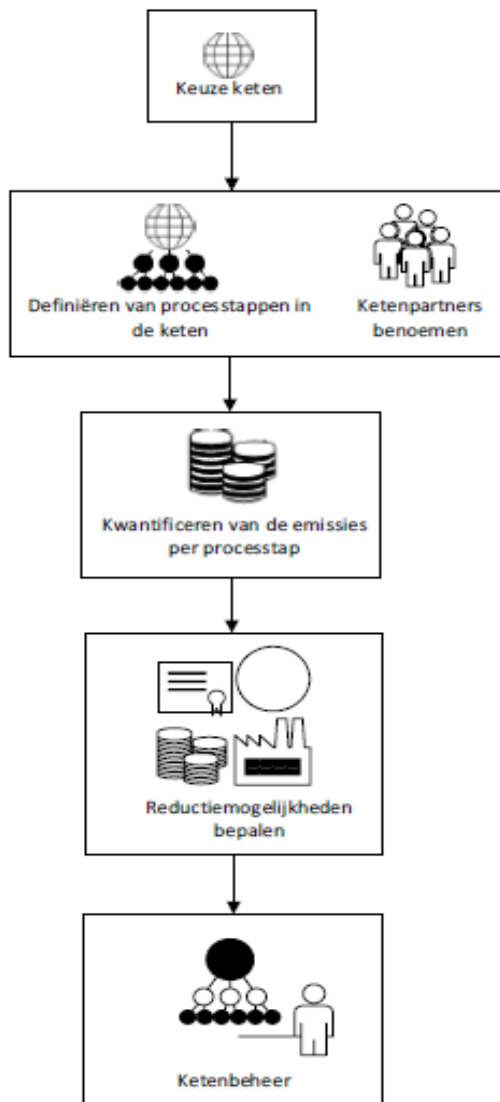 Keuze keten
Definiëren van processtappen in
de keten
Ketenpartners
benoemen
Kwantificeren van de emissies
per processtap
Reductiemogelijkheden
bepalen
Ketenbeheer